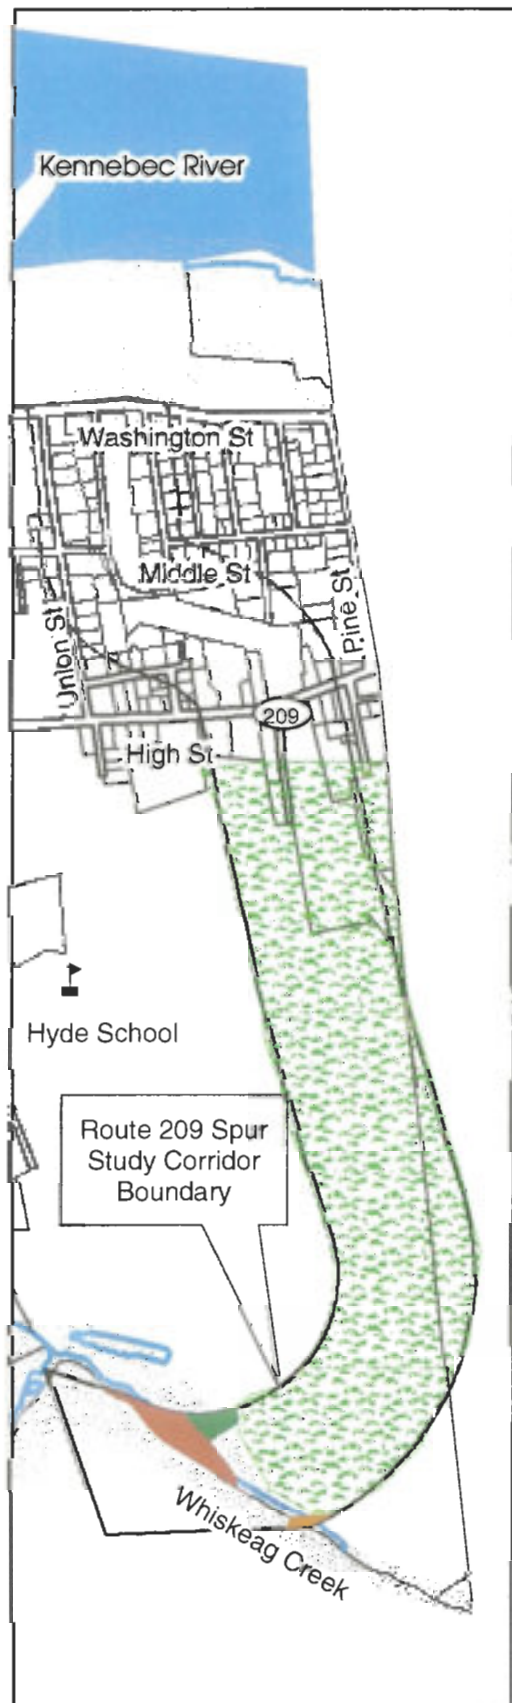 Kennebec River
Washington St
Middle St
Pine St
Union St
209
High St
Hyde School
Route 209 Spur
Study Corridor
Boundary
Whiskeag Creek